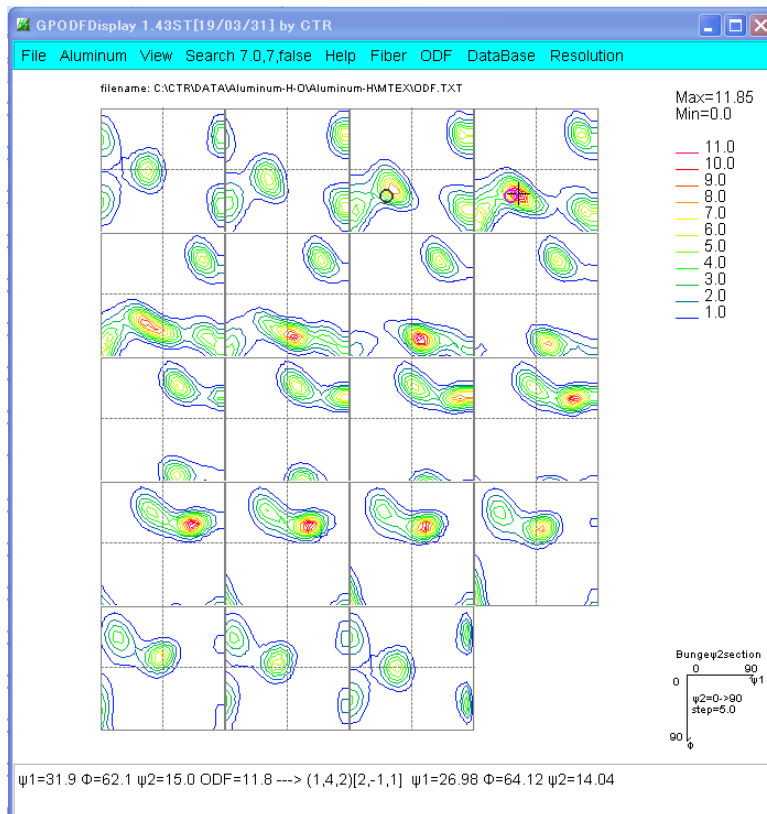 GPODFDisplay 1.43ST[19/03/31] by CTR
File Aluminum View Search 7.0,7,false Help Fiber ODF DataBase Resolution
filename: C:\CTR\DATA\Aluminum-H-O\Aluminum-H\MTEX\ODF.TXT
Max=11.85
Min=0.0
11.0
10.0
9.0
8.0
7.0
6.0
5.0
4.0
3.0
2.0
1.0
Bungeψ2section
0 90
0 ψ1
ψ2=0->90
step=5.0
90
Φ
ψ1=31.9 Φ=62.1 ψ2=15.0 ODF=11.8 ---> (1,4,2)[2,-1,1] ψ1=26.98 Φ=64.12 ψ2=14.04